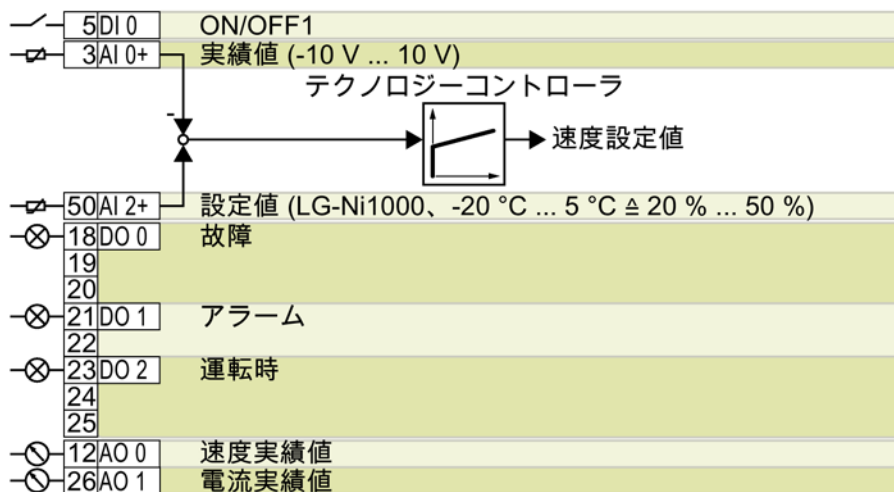 5 DI 0 ON/OFF1
3 AI 0+ 実績値 (-10 V ... 10 V)
テクノロジーコントローラ
-
速度設定値
50 AI 2+ 設定値 (LG-Ni1000、-20 °C ... 5 °C ≙ 20 % ... 50 %)
18 DO 0 故障
19
20
21 DO 1 アラーム
22
23 DO 2 運転時
24
25
12 AO 0 速度実績値
26 AO 1 電流実績値